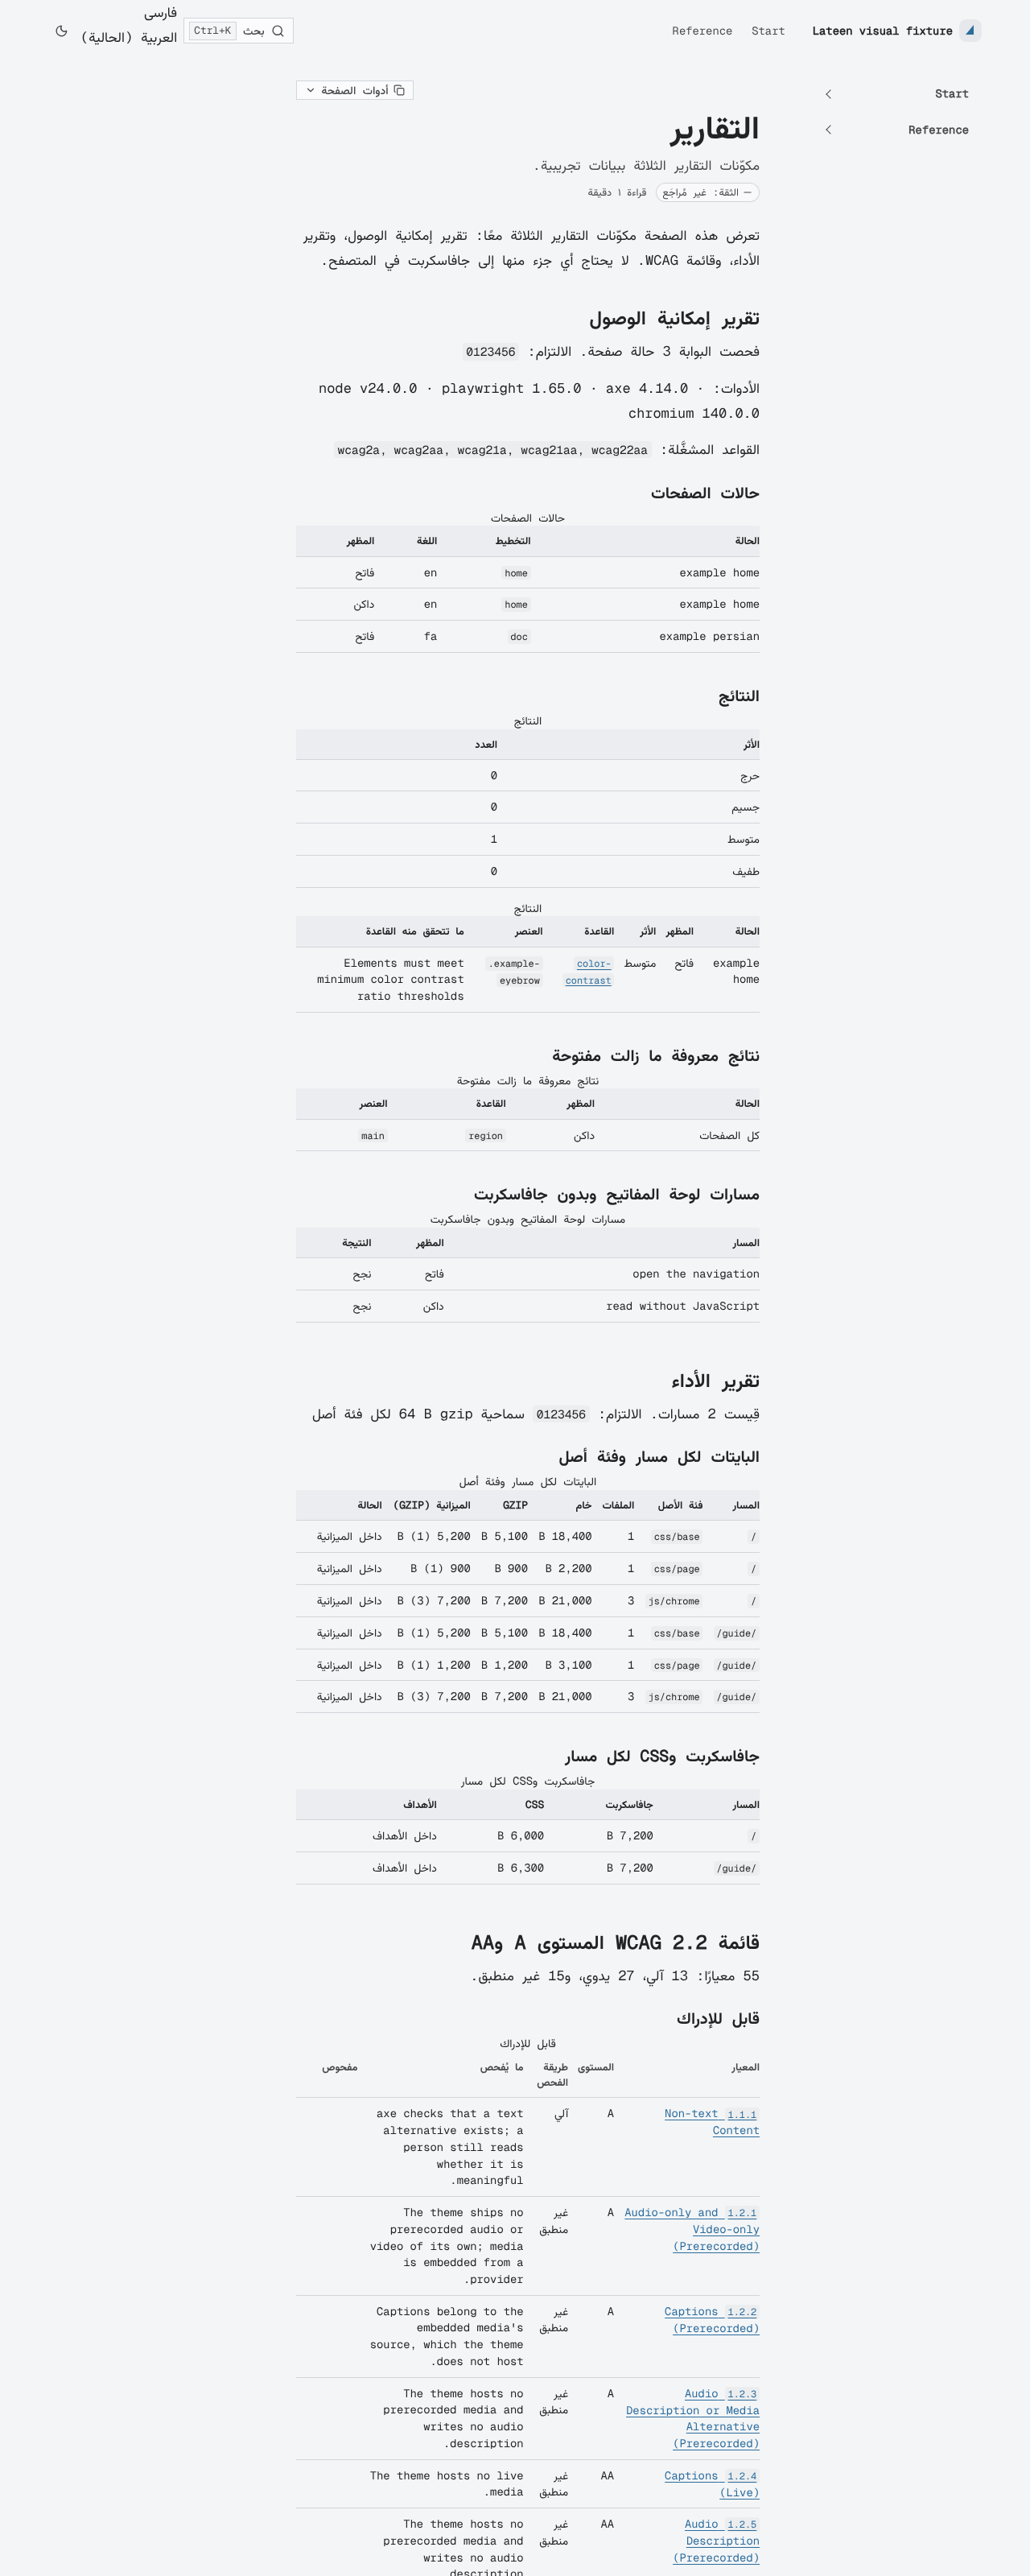 Lateen visual fixture
Start
Reference
بحث Ctrl+K
فارسی
العربية (الحالية)
Start
Reference
أدوات الصفحة
التقارير
مكوّنات التقارير الثلاثة ببيانات تجريبية.
— الثقة: غير مُراجَع قراءة ١ دقيقة
تعرض هذه الصفحة مكوّنات التقارير الثلاثة معًا: تقرير إمكانية الوصول، وتقرير
الأداء، وقائمة WCAG. لا يحتاج أي جزء منها إلى جافاسكربت في المتصفح.
تقرير إمكانية الوصول
فحصت البوابة 3 حالة صفحة. الالتزام: 0123456
الأدوات: node v24.0.0 · playwright 1.65.0 · axe 4.14.0 ·
chromium 140.0.0
القواعد المشغَّلة: wcag2a, wcag2aa, wcag21a, wcag21aa, wcag22aa
حالات الصفحات
حالات الصفحات
الحالة التخطيط اللغة المظهر
example home home en فاتح
example home home en داكن
example persian doc fa فاتح
النتائج
النتائج
الأثر العدد
حرج 0
جسيم 0
متوسط 1
طفيف 0
النتائج
الحالة المظهر الأثر القاعدة العنصر ما تتحقق منه القاعدة
example فاتح متوسط color- .example- Elements must meet
home contrast eyebrow minimum color contrast
ratio thresholds
نتائج معروفة ما زالت مفتوحة
نتائج معروفة ما زالت مفتوحة
الحالة المظهر القاعدة العنصر
كل الصفحات داكن region main
مسارات لوحة المفاتيح وبدون جافاسكربت
مسارات لوحة المفاتيح وبدون جافاسكربت
المسار المظهر النتيجة
open the navigation فاتح نجح
read without JavaScript داكن نجح
تقرير الأداء
قِيست 2 مسارات. الالتزام: 0123456 سماحية 64 B gzip لكل فئة أصل
البايتات لكل مسار وفئة أصل
البايتات لكل مسار وفئة أصل
المسار فئة الأصل الملفات خام GZIP الميزانية (GZIP) الحالة
/ css/base 1 18,400 B 5,100 B 5,200 B (1) داخل الميزانية
/ css/page 1 2,200 B 900 B 900 B (1) داخل الميزانية
/ js/chrome 3 21,000 B 7,200 B 7,200 B (3) داخل الميزانية
/guide/ css/base 1 18,400 B 5,100 B 5,200 B (1) داخل الميزانية
/guide/ css/page 1 3,100 B 1,200 B 1,200 B (1) داخل الميزانية
/guide/ js/chrome 3 21,000 B 7,200 B 7,200 B (3) داخل الميزانية
جافاسكربت وCSS لكل مسار
جافاسكربت وCSS لكل مسار
المسار جافاسكربت CSS الأهداف
/ 7,200 B 6,000 B داخل الأهداف
/guide/ 7,200 B 6,300 B داخل الأهداف
قائمة WCAG 2.2 المستوى A وAA
55 معيارًا: 13 آلي، 27 يدوي، و15 غير منطبق.
قابل للإدراك
قابل للإدراك
المعيار المستوى طريقة ما يُفحص مفحوص
الفحص
1.1.1 Non-text A آلي axe checks that a text
Content alternative exists; a
person still reads
whether it is
meaningful.
1.2.1 Audio-only and A غير The theme ships no
Video-only منطبق prerecorded audio or
(Prerecorded) video of its own; media
is embedded from a
provider.
1.2.2 Captions A غير Captions belong to the
(Prerecorded) منطبق embedded media's
source, which the theme
does not host.
1.2.3 Audio A غير The theme hosts no
Description or Media منطبق prerecorded media and
Alternative writes no audio
(Prerecorded) description.
1.2.4 Captions AA غير The theme hosts no live
(Live) منطبق media.
1.2.5 Audio AA غير The theme hosts no
Description منطبق prerecorded media and
(Prerecorded) writes no audio
description